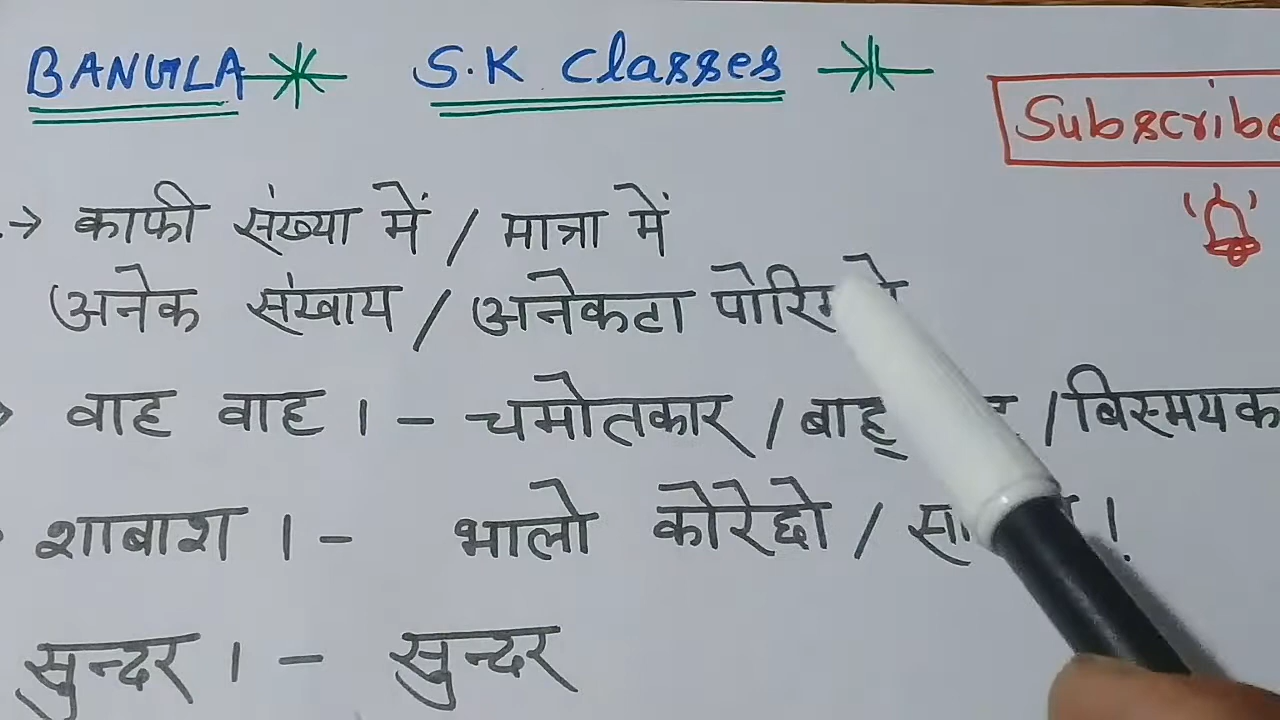 BANGLA S.K Classes
Subscribe
→ काफी संख्या में / मात्रा में
अनेक संखाय / अनेकटा
वाह वाह । - चमोतकार / बाह् / विस्मयक
शाबाश । - भालो कोरेछो / !
सुन्दर । - सुन्दर